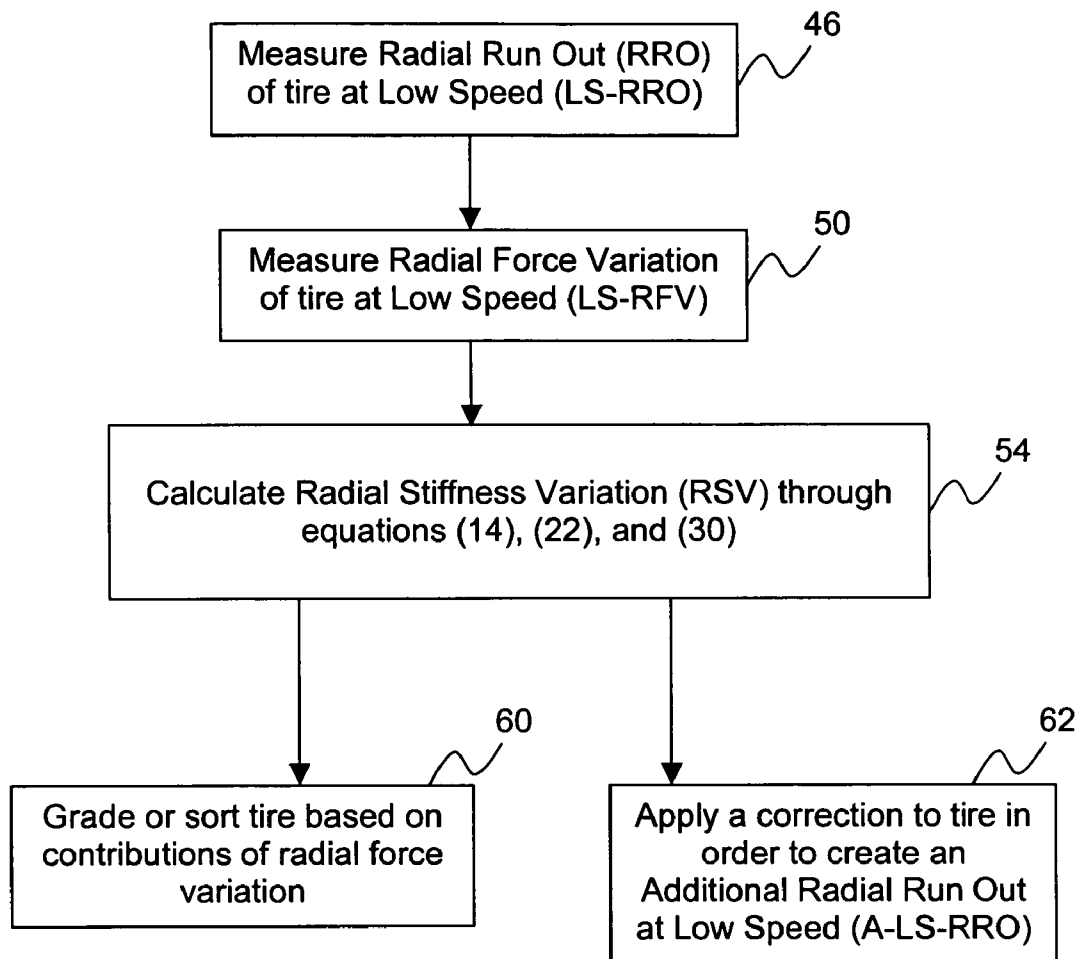 46
Measure Radial Run Out (RRO)
of tire at Low Speed (LS-RRO)
50
Measure Radial Force Variation
of tire at Low Speed (LS-RFV)
54
Calculate Radial Stiffness Variation (RSV) through
equations (14), (22), and (30)
60
Grade or sort tire based on
contributions of radial force
variation
62
Apply a correction to tire in
order to create an
Additional Radial Run Out
at Low Speed (A-LS-RRO)